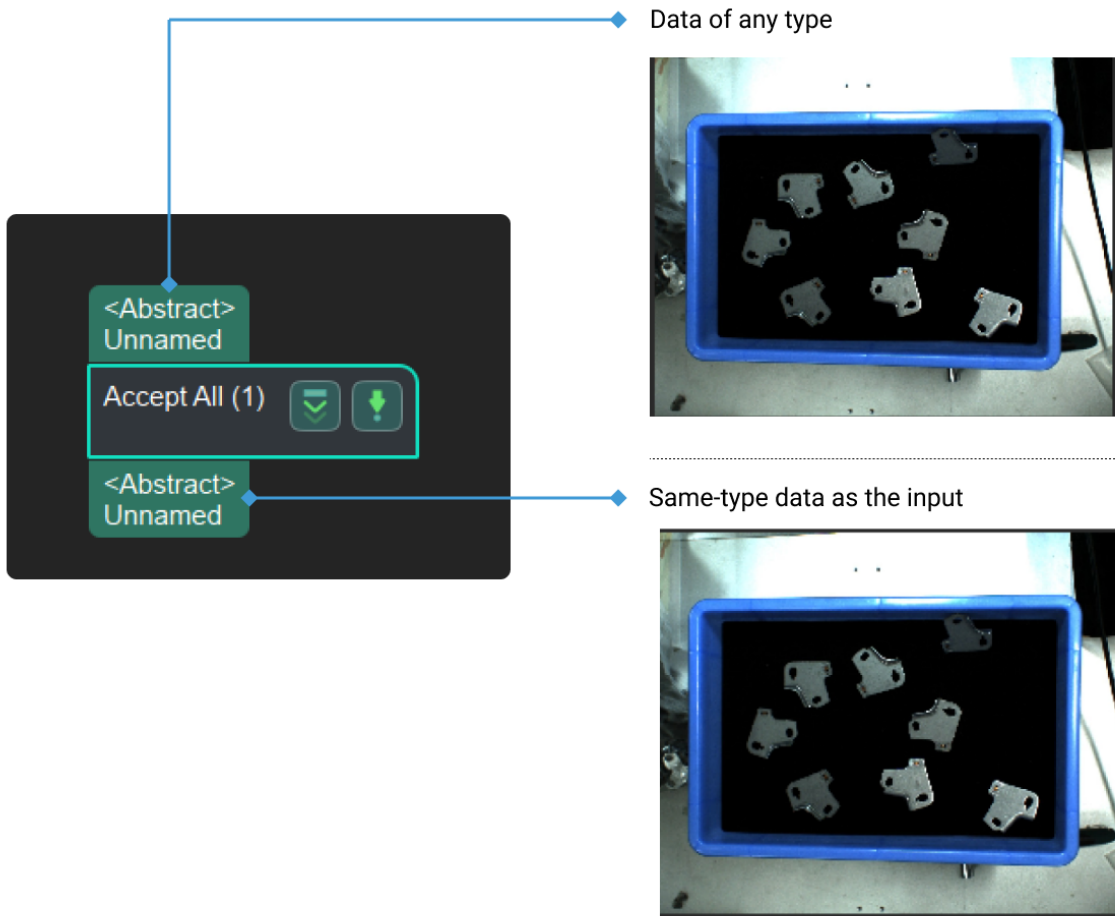 Data of any type
<Abstract>
Unnamed
Accept All (1)
<Abstract>
Unnamed
Same-type data as the input